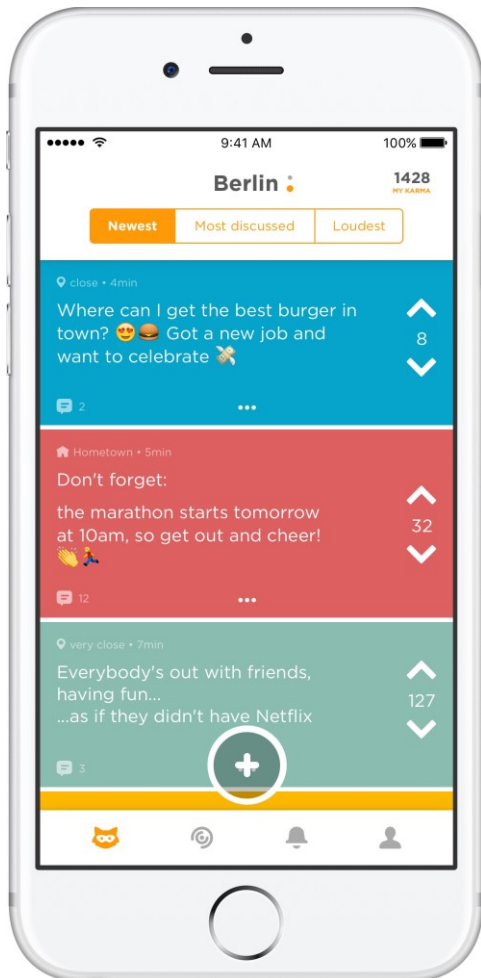 9:41 AM 100%
Berlin 1428
MY KARMA
Newest Most discussed Loudest
close • 4min
Where can I get the best burger in
town? 😍🍔 Got a new job and
want to celebrate 💸
8
2
Hometown • 5min
Don't forget:
the marathon starts tomorrow
at 10am, so get out and cheer!
👏🏃
32
12
very close • 7min
Everybody's out with friends,
having fun...
...as if they didn't have Netflix
127
3